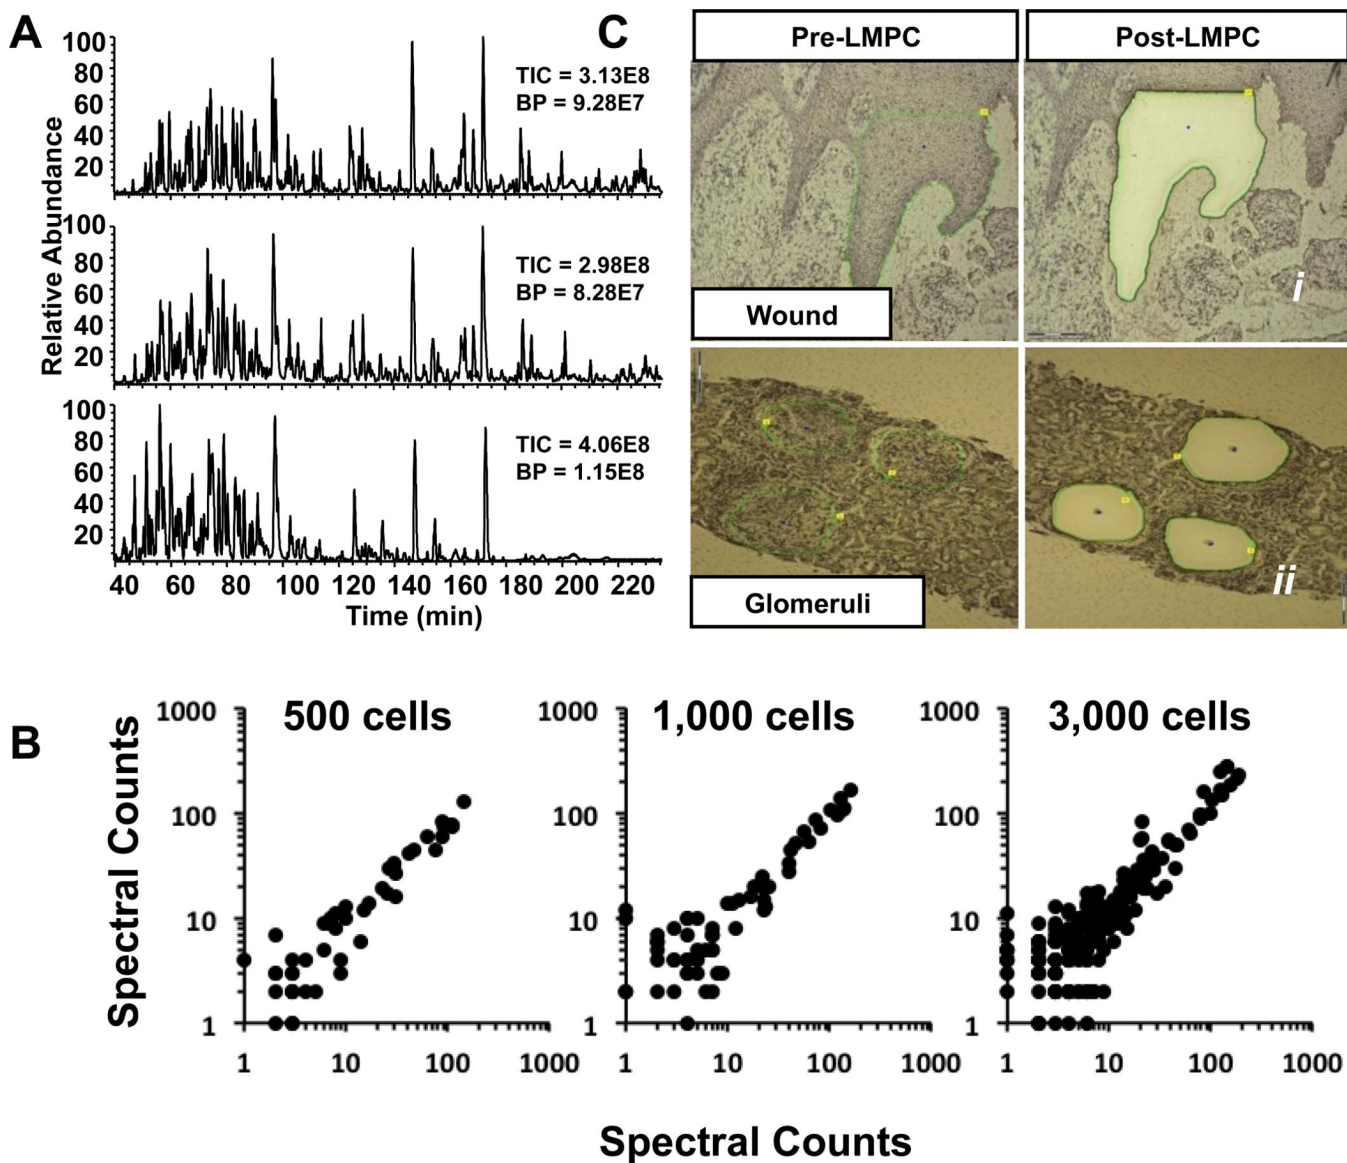 A
Relative Abundance
100
80
60
40
20
TIC = 3.13E8
BP = 9.28E7
100
80
60
40
20
TIC = 2.98E8
BP = 8.28E7
100
80
60
40
20
TIC = 4.06E8
BP = 1.15E8
40 60 80 100 120 140 160 180 200 220
Time (min)
C
Pre-LMPC Post-LMPC
Wound
i
Glomeruli
ii
B
Spectral Counts
500 cells
1000
100
10
1
1 10 100 1000
1,000 cells
1000
100
10
1
1 10 100 1000
3,000 cells
1000
100
10
1
1 10 100 1000
Spectral Counts